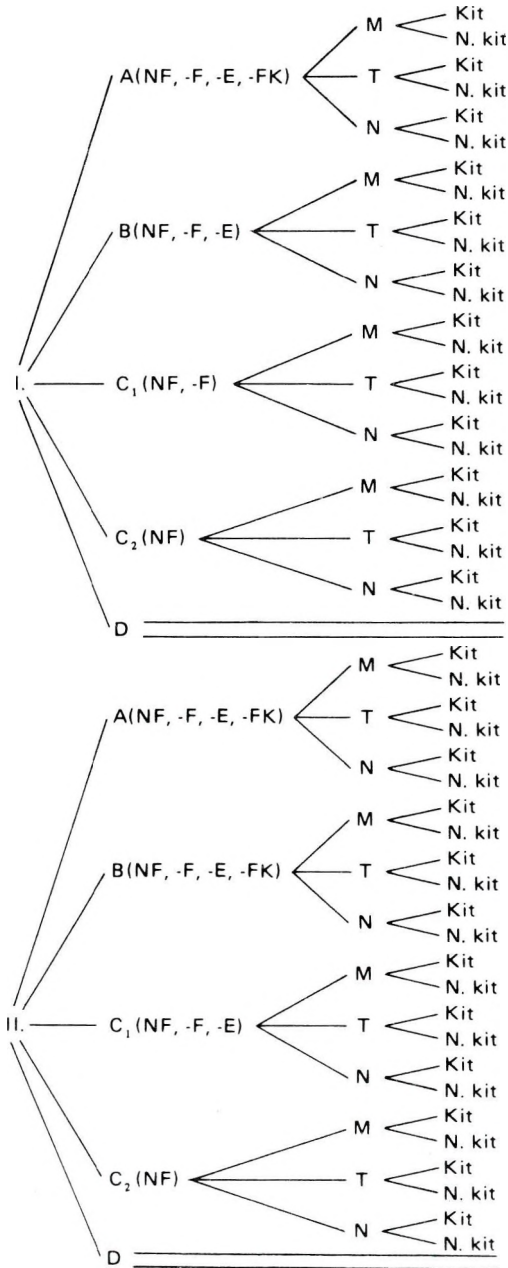 Kit
M
N. kit
Kit
A(NF, -F, -E, -FK) T
N. kit
Kit
N
N. kit
Kit
M
N. kit
Kit
B(NF, -F, -E) T
N. kit
Kit
N
N. kit
Kit
M
N. kit
Kit
I. C₁(NF, -F) T
N. kit
Kit
N
N. kit
Kit
M
N. kit
Kit
C₂(NF) T
N. kit
Kit
N
N. kit
D
Kit
M
N. kit
Kit
A(NF, -F, -E, -FK) T
N. kit
Kit
N
N. kit
Kit
M
N. kit
Kit
B(NF, -F, -E, -FK) T
N. kit
Kit
N
N. kit
Kit
M
N. kit
Kit
II. C₁(NF, -F, -E) T
N. kit
Kit
N
N. kit
Kit
M
N. kit
Kit
C₂(NF) T
N. kit
Kit
N
N. kit
D